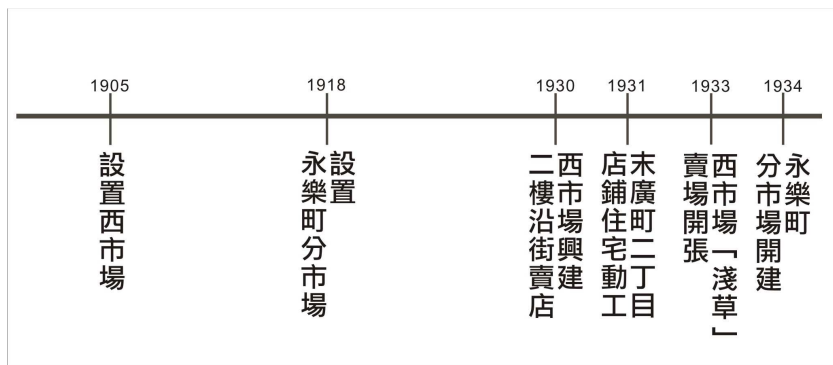 1905
設置西市場
1918
設置
永樂町分市場
1930
西市場興建
二樓沿街賣店
1931
末廣町二丁目
店鋪住宅動工
1933
西市場「淺草」
賣場開張
1934
永樂町
分市場開建